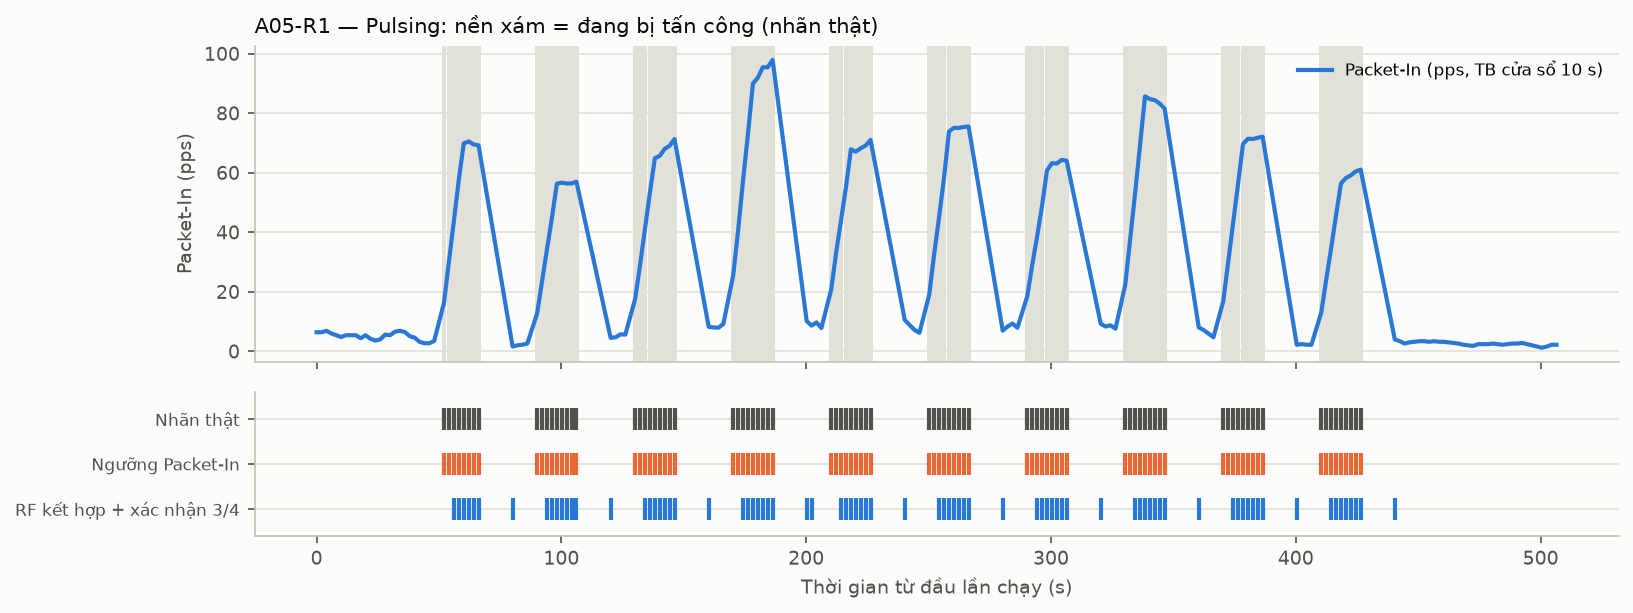 A05-R1 — Pulsing: nền xám = đang bị tấn công (nhãn thật)
Packet-In (pps, TB cửa sổ 10 s)
Packet-In (pps)
100
80
60
40
20
0
Nhãn thật
Ngưỡng Packet-In
RF kết hợp + xác nhận 3/4
0 100 200 300 400 500
Thời gian từ đầu lần chạy (s)